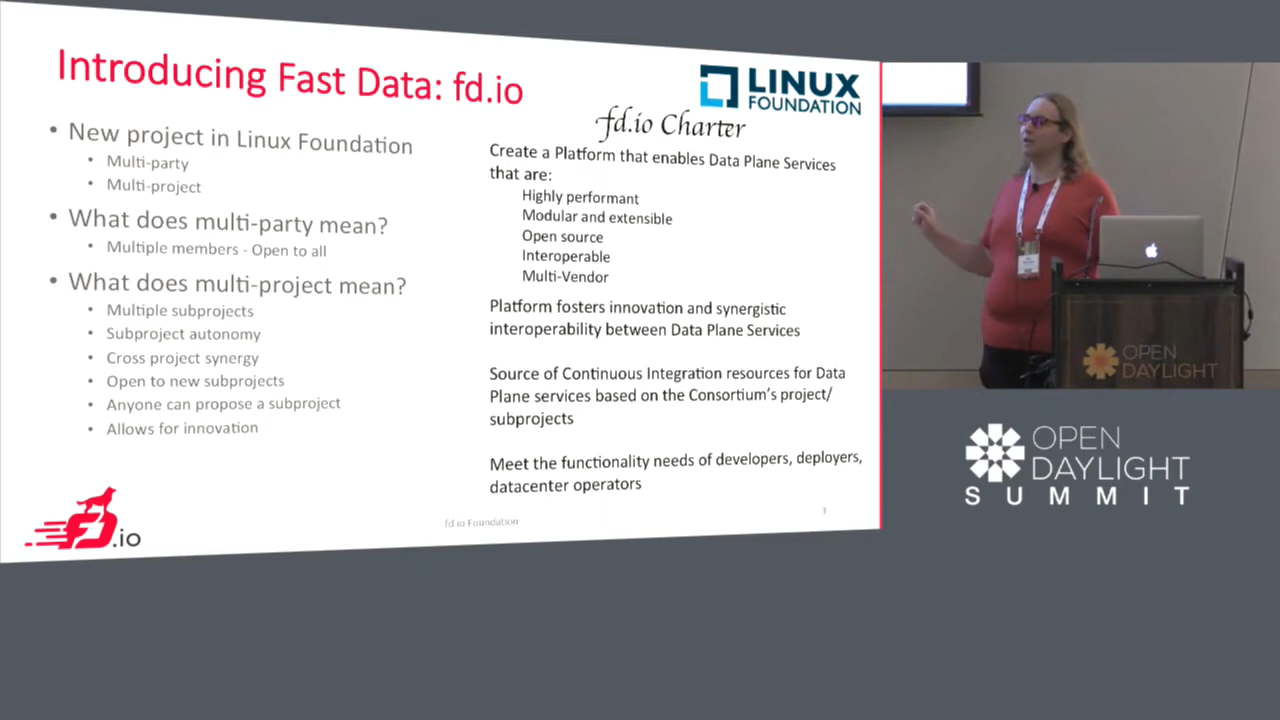 Introducing Fast Data: fd.io
LINUX
FOUNDATION
• New project in Linux Foundation
• Multi-party
• Multi-project
• What does multi-party mean?
• Multiple members - Open to all
• What does multi-project mean?
• Multiple subprojects
• Subproject autonomy
• Cross project synergy
• Open to new subprojects
• Anyone can propose a subproject
• Allows for innovation
fd.io Charter
Create a Platform that enables Data Plane Services
that are:
Highly performant
Modular and extensible
Open source
Interoperable
Multi-Vendor
Platform fosters innovation and synergistic
interoperability between Data Plane Services
Source of Continuous Integration resources for Data
Plane services based on the Consortium's project/
subprojects
Meet the functionality needs of developers, deployers,
datacenter operators
FD.io
fd.io Foundation
3
OPEN
DAYLIGHT
OPEN
DAYLIGHT
SUMMIT